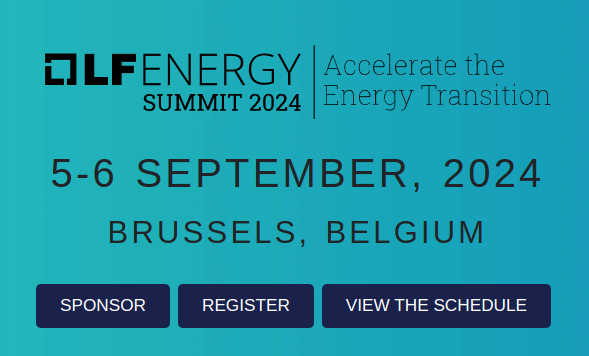 LF ENERGY
SUMMIT 2024
Accelerate the
Energy Transition
5-6 SEPTEMBER, 2024
BRUSSELS, BELGIUM
SPONSOR
REGISTER
VIEW THE SCHEDULE